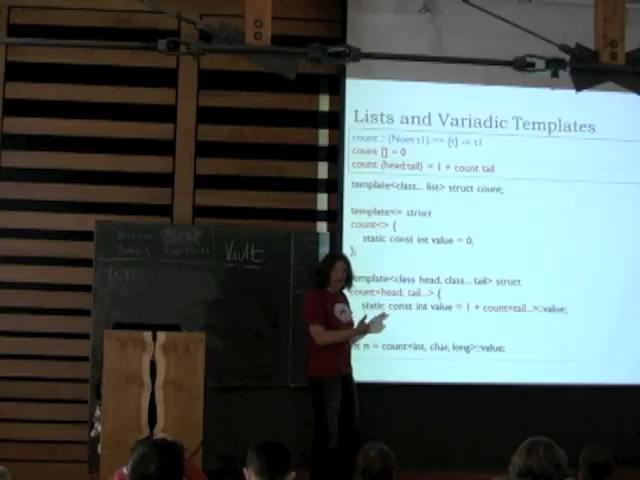 Lists and Variadic Templates
count :: (Num t1) => [t] -> t1
count [] = 0
count (head:tail) = 1 + count tail
template<class... list> struct count;
template<> struct
count<> {
static const int value = 0;
};
template<class head, class... tail> struct
count<head, tail...> {
static const int value = 1 + count<tail...>::value;
n = count<int, char, long>::value;
Vault